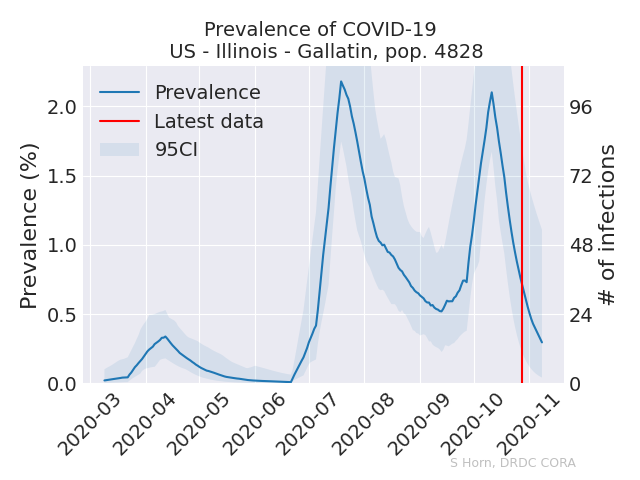 Prevalence of COVID-19
US - Illinois - Gallatin, pop. 4828
Prevalence
Latest data
95CI
Prevalence (%)
2.0
1.5
1.0
0.5
0.0
96
72
48
24
0
# of infections
2020-03
2020-04
2020-05
2020-06
2020-07
2020-08
2020-09
2020-10
2020-11
S Horn, DRDC CORA